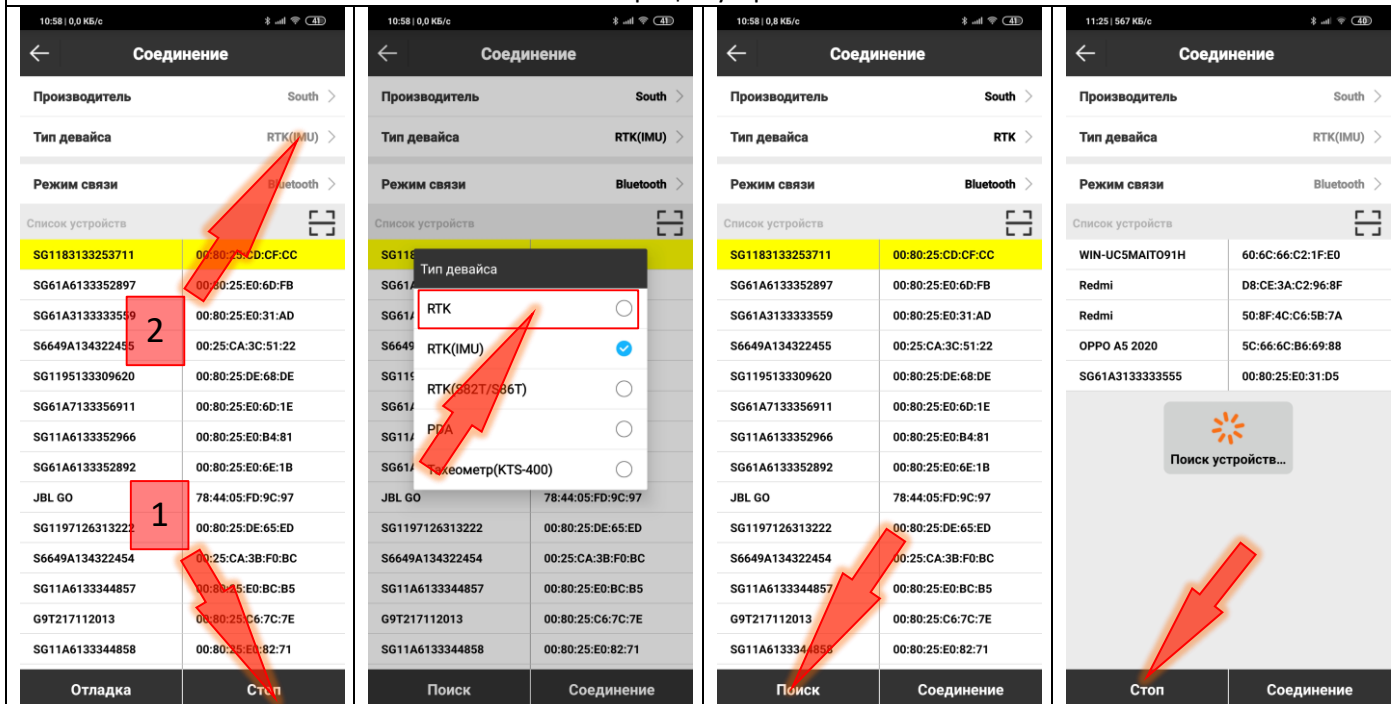 10:58 | 0,0 КБ/с 41
Соединение
Производитель South
Тип девайса RTK(IMU)
Режим связи Bluetooth
Список устройств
SG1183133253711 00:80:25:CD:CF:CC
SG61A6133352897 00:80:25:E0:6D:FB
SG61A3133333559 00:80:25:E0:31:AD
2
S6649A134322455 00:25:CA:3C:51:22
SG1195133309620 00:80:25:DE:68:DE
SG61A7133356911 00:80:25:E0:6D:1E
SG11A6133352966 00:80:25:E0:B4:81
SG61A6133352892 00:80:25:E0:6E:1B
JBL GO 78:44:05:FD:9C:97
1
SG1197126313222 00:80:25:DE:65:ED
S6649A134322454 00:25:CA:3B:F0:BC
SG11A6133344857 00:80:25:E0:BC:B5
G9T217112013 00:80:25:C6:7C:7E
SG11A6133344858 00:80:25:E0:82:71
Отладка Стоп
10:58 | 0,0 КБ/с 41
Соединение
Производитель South
Тип девайса RTK(IMU)
Режим связи Bluetooth
Список устройств
SG118
Тип девайса
SG61A
RTK
SG61A
S6649
RTK(IMU)
SG119
RTK(S82T/S86T)
SG61A
PDA
SG11A
SG61A
Тахеометр(KTS-400)
JBL GO 78:44:05:FD:9C:97
SG1197126313222 00:80:25:DE:65:ED
S6649A134322454 00:25:CA:3B:F0:BC
SG11A6133344857 00:80:25:E0:BC:B5
G9T217112013 00:80:25:C6:7C:7E
SG11A6133344858 00:80:25:E0:82:71
Поиск Соединение
10:58 | 0,8 КБ/с 41
Соединение
Производитель South
Тип девайса RTK
Режим связи Bluetooth
Список устройств
SG1183133253711 00:80:25:CD:CF:CC
SG61A6133352897 00:80:25:E0:6D:FB
SG61A3133333559 00:80:25:E0:31:AD
S6649A134322455 00:25:CA:3C:51:22
SG1195133309620 00:80:25:DE:68:DE
SG61A7133356911 00:80:25:E0:6D:1E
SG11A6133352966 00:80:25:E0:B4:81
SG61A6133352892 00:80:25:E0:6E:1B
JBL GO 78:44:05:FD:9C:97
SG1197126313222 00:80:25:DE:65:ED
S6649A134322454 00:25:CA:3B:F0:BC
SG11A6133344857 00:80:25:E0:BC:B5
G9T217112013 00:80:25:C6:7C:7E
SG11A6133344858 00:80:25:E0:82:71
Поиск Соединение
11:25 | 567 КБ/с 40
Соединение
Производитель South
Тип девайса RTK(IMU)
Режим связи Bluetooth
Список устройств
WIN-UC5MAITO91H 60:6C:66:C2:1F:E0
Redmi D8:CE:3A:C2:96:8F
Redmi 50:8F:4C:C6:5B:7A
OPPO A5 2020 5C:66:6C:B6:69:88
SG61A3133333555 00:80:25:E0:31:D5
Поиск устройств...
Стоп Соединение